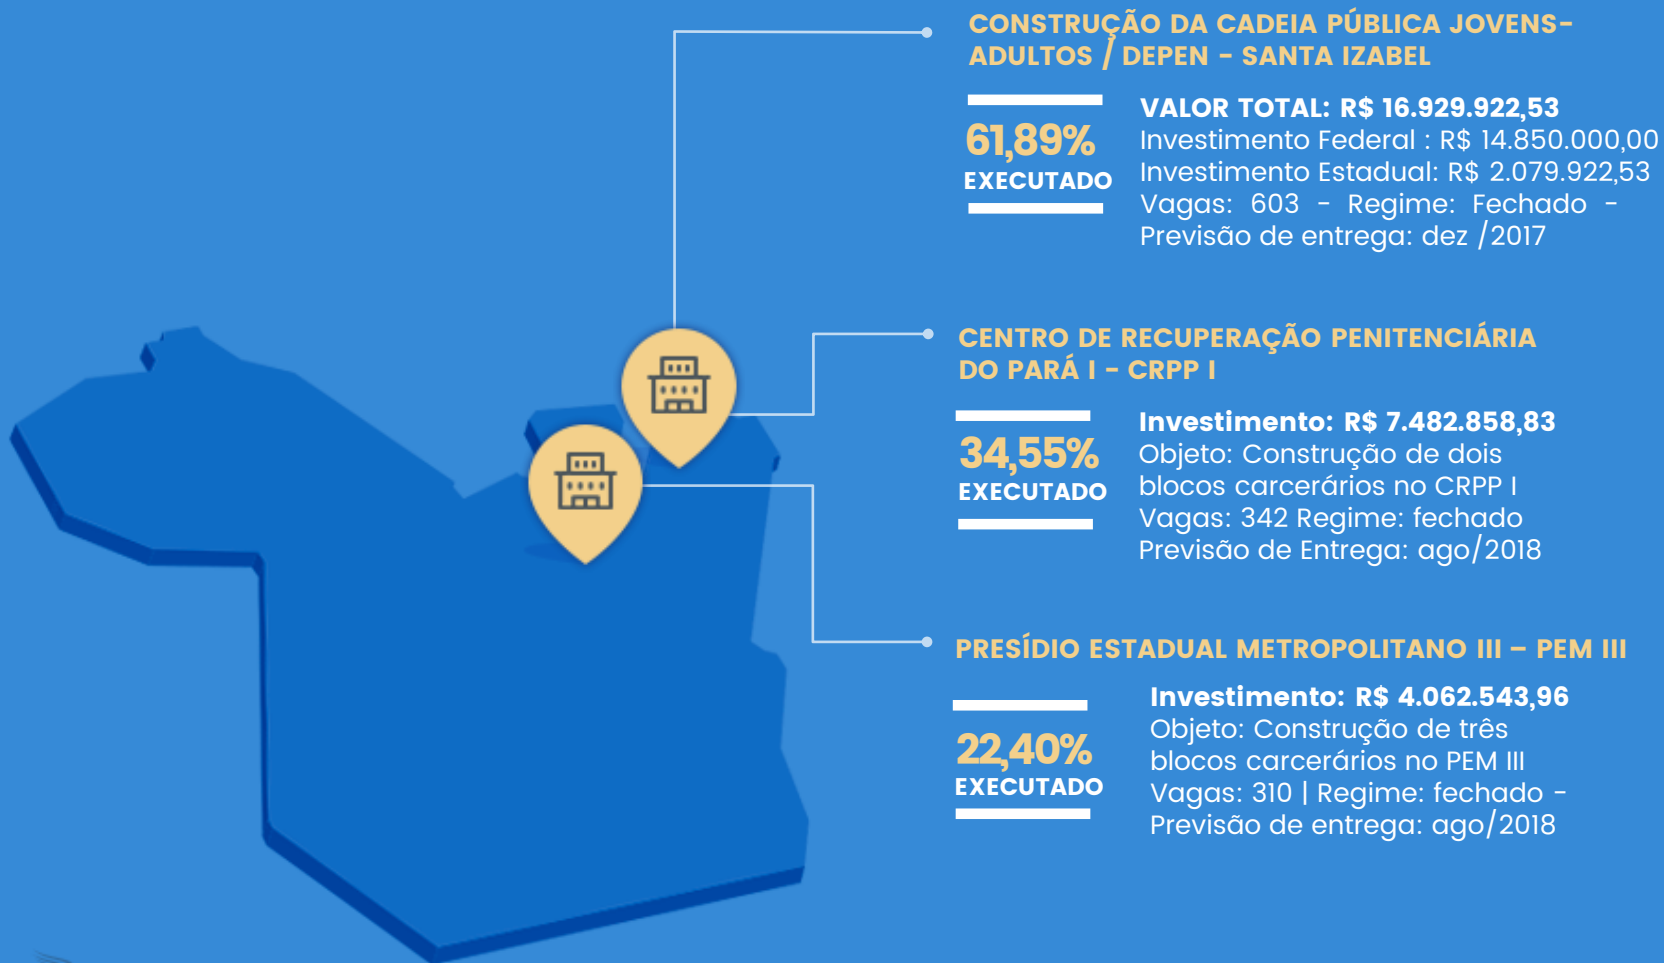 CONSTRUÇÃO DA CADEIA PÚBLICA JOVENS-
ADULTOS / DEPEN - SANTA IZABEL
61,89%
EXECUTADO
VALOR TOTAL: R$ 16.929.922,53
Investimento Federal : R$ 14.850.000,00
Investimento Estadual: R$ 2.079.922,53
Vagas: 603 - Regime: Fechado -
Previsão de entrega: dez /2017
CENTRO DE RECUPERAÇÃO PENITENCIÁRIA
DO PARÁ I - CRPP I
34,55%
EXECUTADO
Investimento: R$ 7.482.858,83
Objeto: Construção de dois
blocos carcerários no CRPP I
Vagas: 342 Regime: fechado
Previsão de Entrega: ago/2018
PRESÍDIO ESTADUAL METROPOLITANO III – PEM III
22,40%
EXECUTADO
Investimento: R$ 4.062.543,96
Objeto: Construção de três
blocos carcerários no PEM III
Vagas: 310 | Regime: fechado -
Previsão de entrega: ago/2018